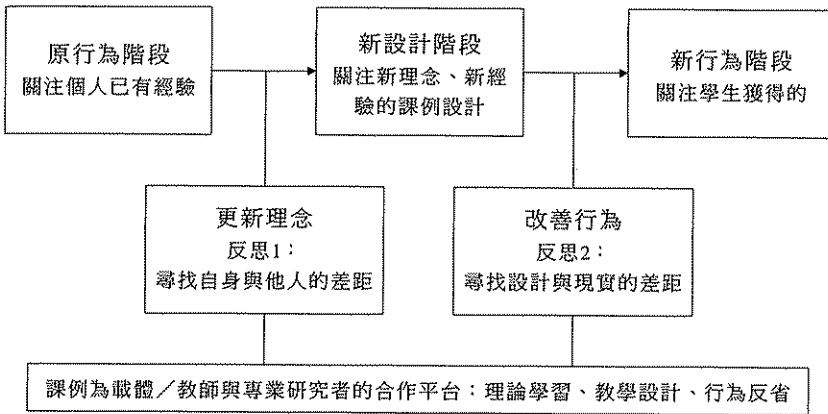 原行為階段
關注個人已有經驗
新設計階段
關注新理念、新經
驗的課例設計
新行為階段
關注學生獲得的
更新理念
反思1：
尋找自身與他人的差距
改善行為
反思2：
尋找設計與現實的差距
課例為載體／教師與專業研究者的合作平台：理論學習、教學設計、行為反省